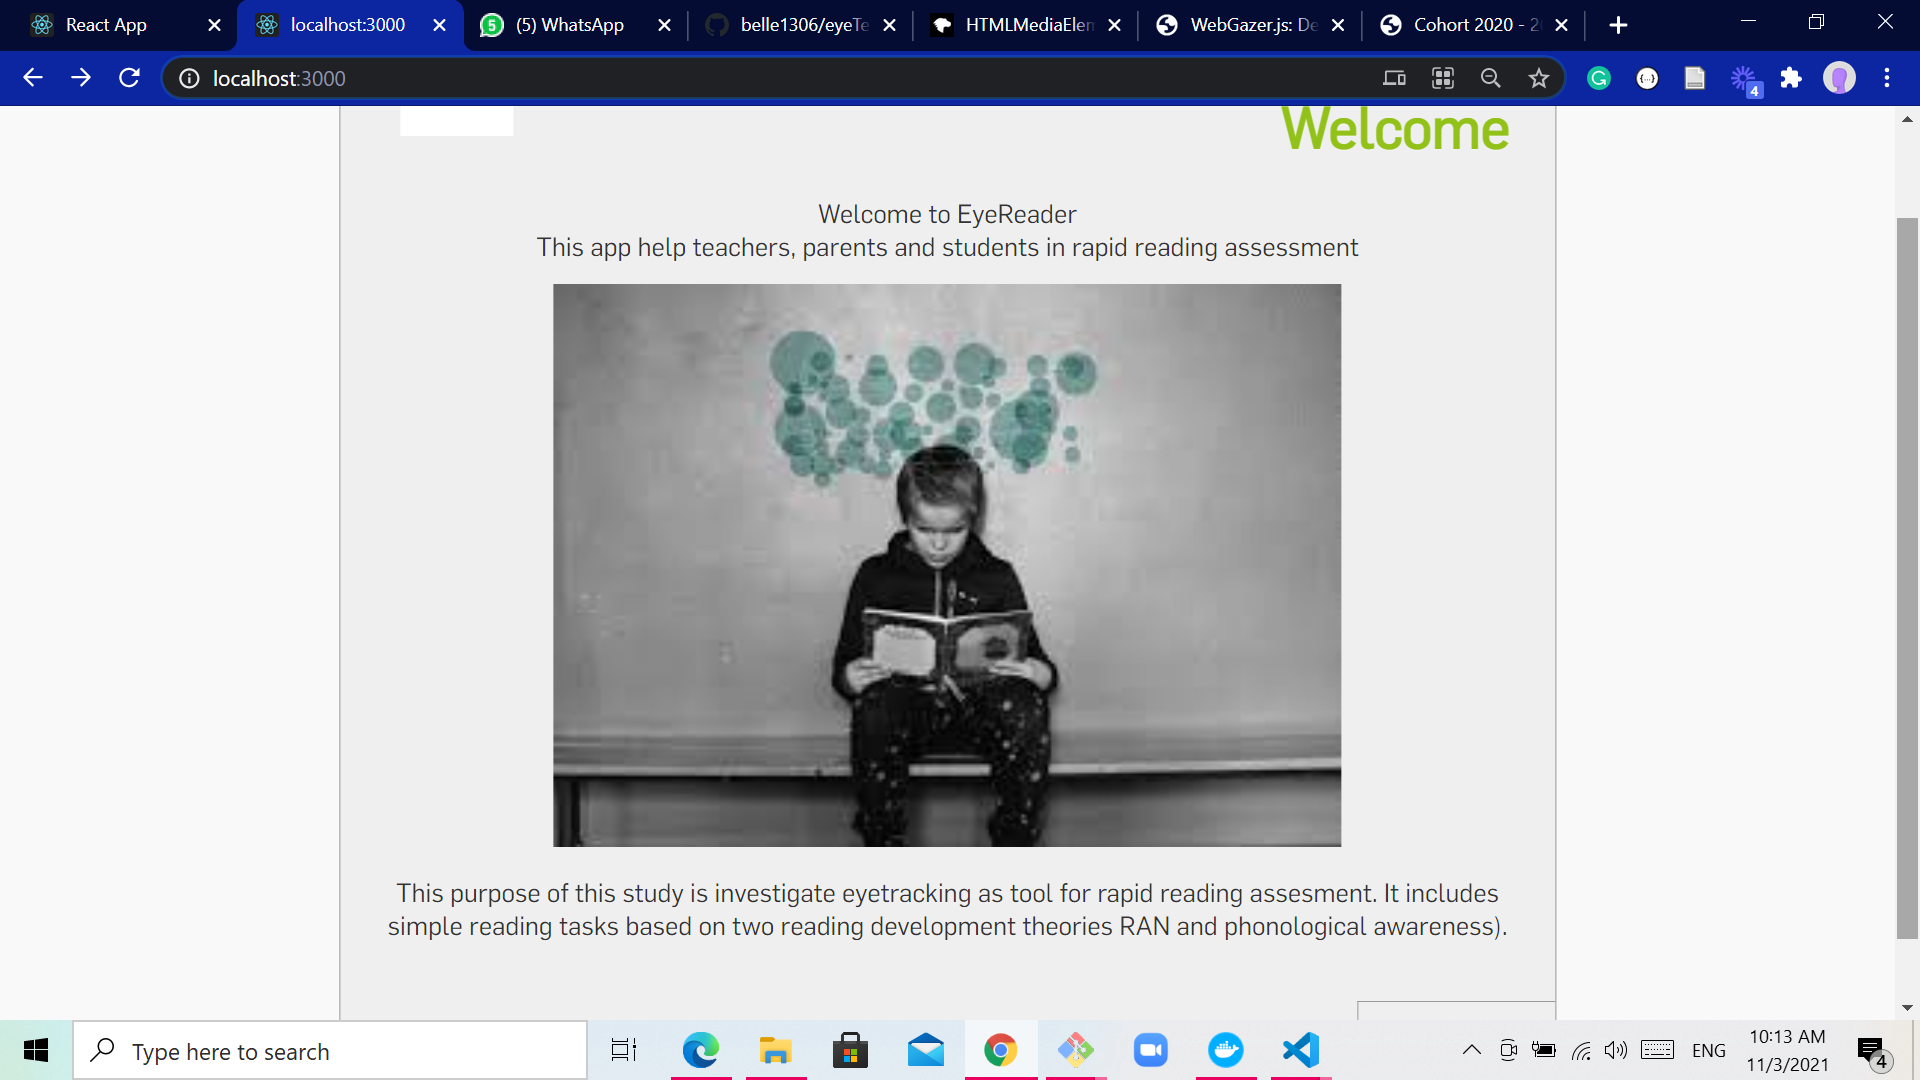 React App
localhost:3000
(5) WhatsApp
belle1306/eyeTe
HTMLMediaElem
WebGazer.js: De
Cohort 2020 - 2
localhost:3000
4
Welcome
Welcome to EyeReader
This app help teachers, parents and students in rapid reading assessment
This purpose of this study is investigate eyetracking as tool for rapid reading assesment. It includes
simple reading tasks based on two reading development theories RAN and phonological awareness).
Type here to search
ENG
10:13 AM
11/3/2021
4